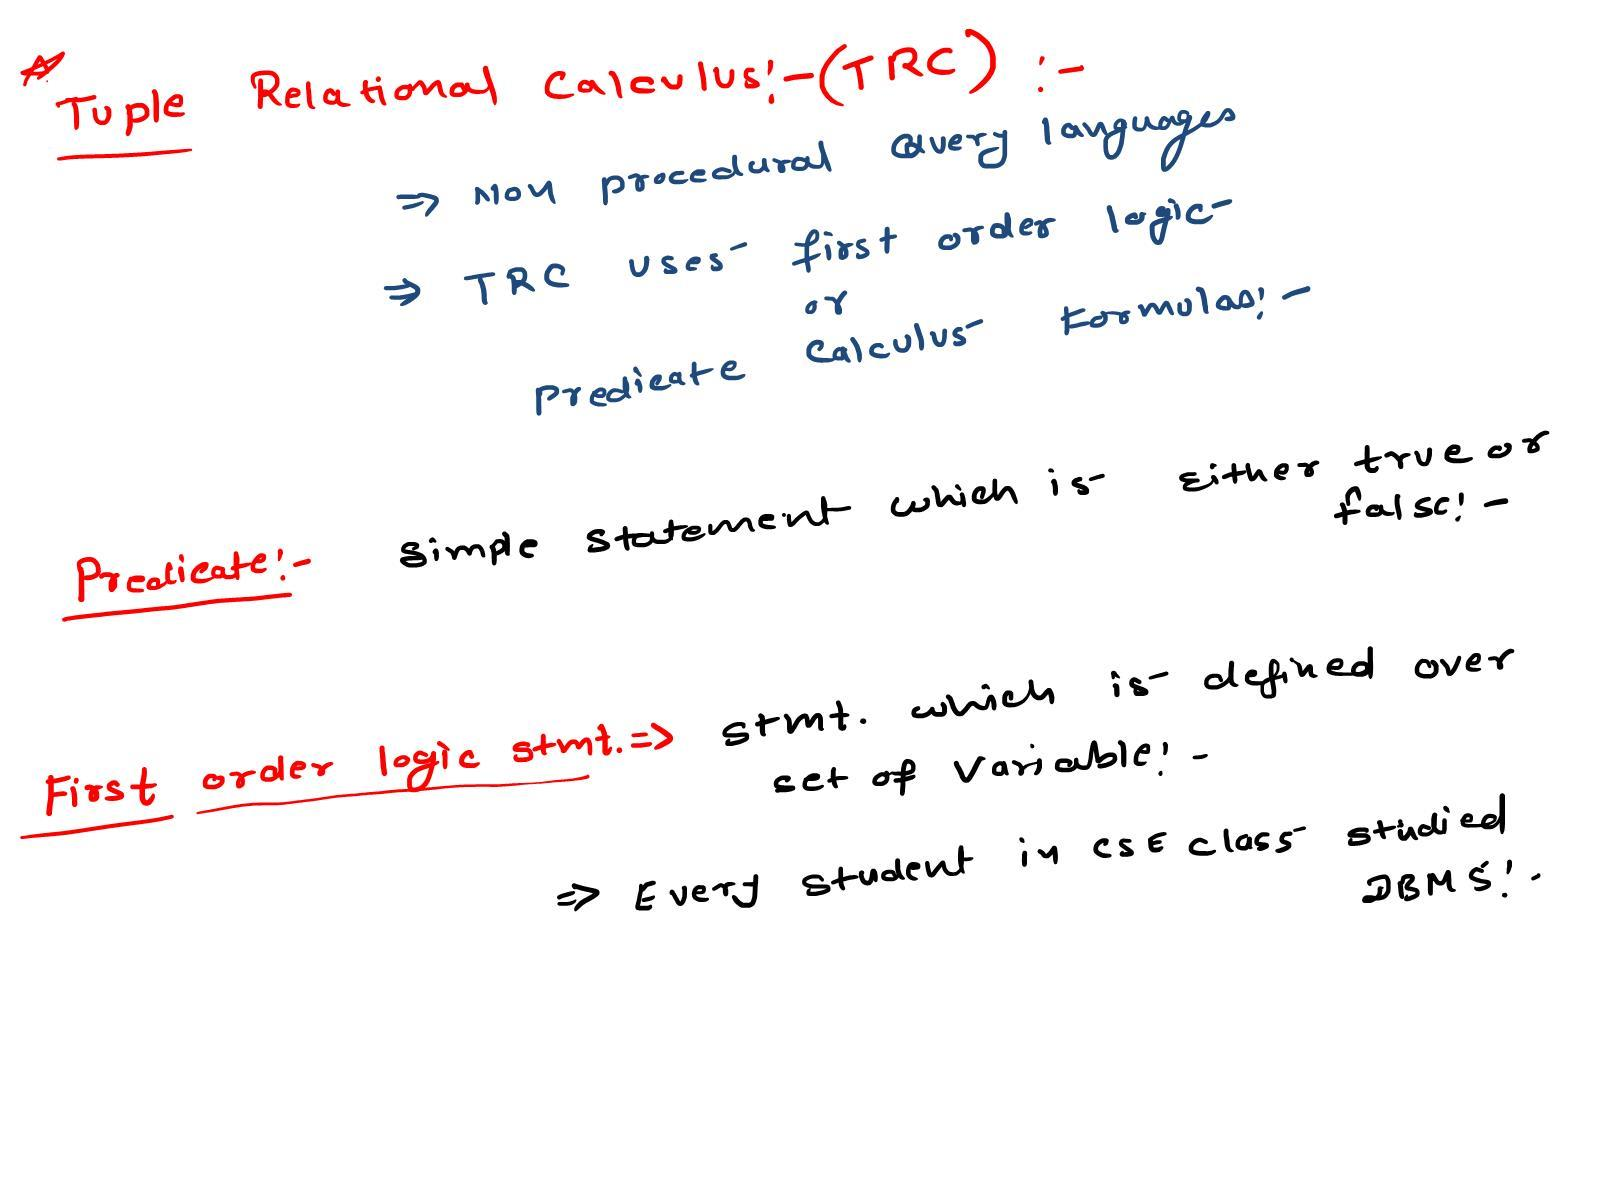 Tuple Relational Calculus:-(TRC) :-
⇒ Non procedural Query languages
⇒ TRC uses first order logic
or
Predicate Calculus Formulas:-
Predicate:- Simple statement which is Either true or
false:-
First order logic stmt. ⇒ stmt. which is defined over
set of variable:-
⇒ Every student in CSE class studied
DBMS:-